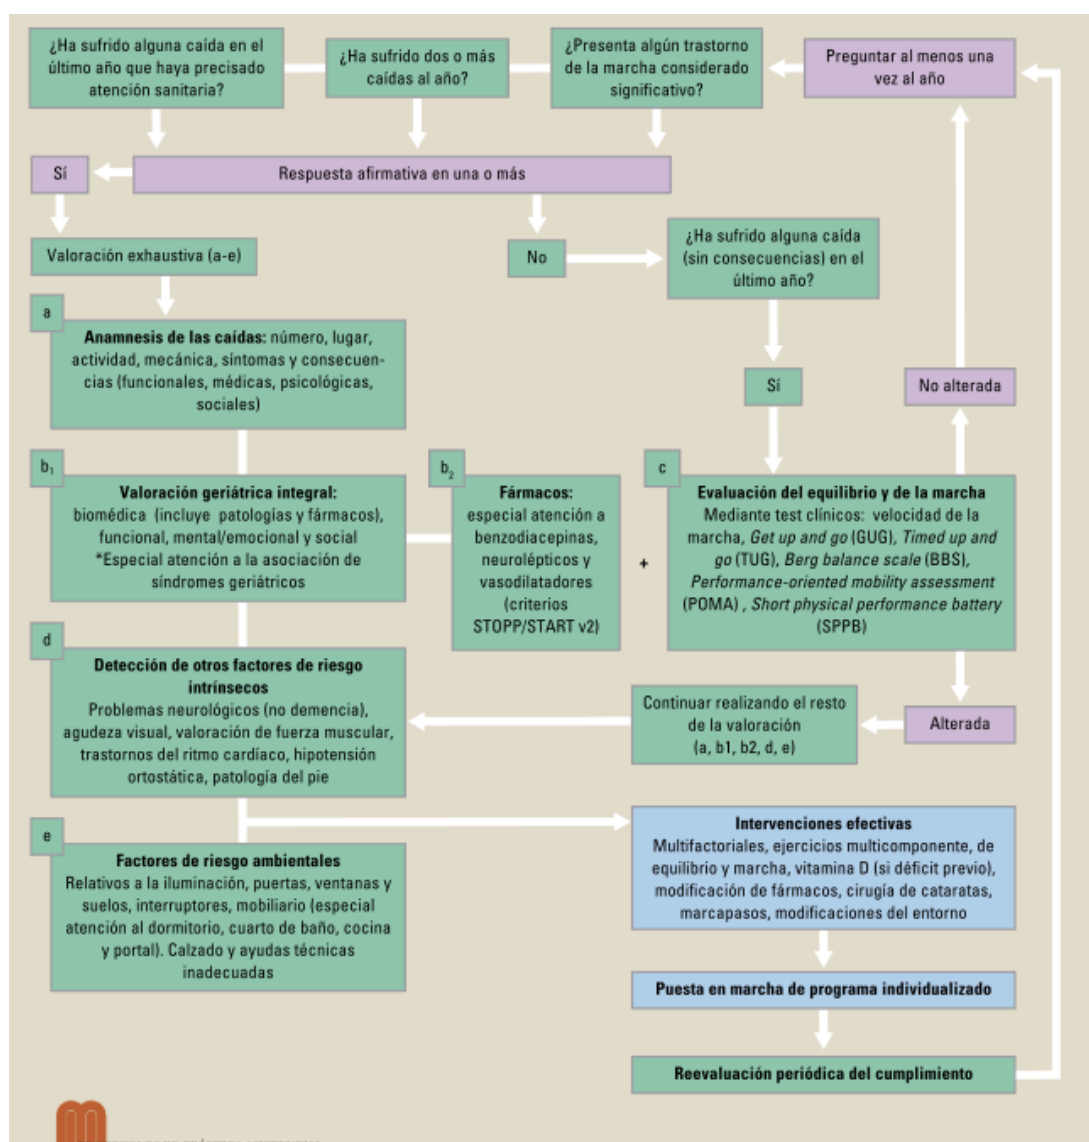 ¿Ha sufrido alguna caída en el
último año que haya precisado
atención sanitaria?
¿Ha sufrido dos o más
caídas al año?
¿Presenta algún trastorno
de la marcha considerado
significativo?
Preguntar al menos una
vez al año
Sí
Respuesta afirmativa en una o más
Valoración exhaustiva (a-e)
No
¿Ha sufrido alguna caída
(sin consecuencias) en el
último año?
a
Anamnesis de las caídas: número, lugar,
actividad, mecánica, síntomas y consecuen-
cias (funcionales, médicas, psicológicas,
sociales)
Sí
No alterada
b₁
Valoración geriátrica integral:
biomédica (incluye patologías y fármacos),
funcional, mental/emocional y social
*Especial atención a la asociación de
síndromes geriátricos
b₂
Fármacos:
especial atención a
benzodiacepinas,
neurolépticos y
vasodilatadores
(criterios
STOPP/START v2)
+
c
Evaluación del equilibrio y de la marcha
Mediante test clínicos: velocidad de la
marcha, Get up and go (GUG), Timed up and
go (TUG), Berg balance scale (BBS),
Performance-oriented mobility assessment
(POMA) , Short physical performance battery
(SPPB)
d
Detección de otros factores de riesgo
intrínsecos
Problemas neurológicos (no demencia),
agudeza visual, valoración de fuerza muscular,
trastornos del ritmo cardíaco, hipotensión
ortostática, patología del pie
Continuar realizando el resto
de la valoración
(a, b1, b2, d, e)
Alterada
e
Factores de riesgo ambientales
Relativos a la iluminación, puertas, ventanas y
suelos, interruptores, mobiliario (especial
atención al dormitorio, cuarto de baño, cocina
y portal). Calzado y ayudas técnicas
inadecuadas
Intervenciones efectivas
Multifactoriales, ejercicios multicomponente, de
equilibrio y marcha, vitamina D (si déficit previo),
modificación de fármacos, cirugía de cataratas,
marcapasos, modificaciones del entorno
Puesta en marcha de programa individualizado
Reevaluación periódica del cumplimiento